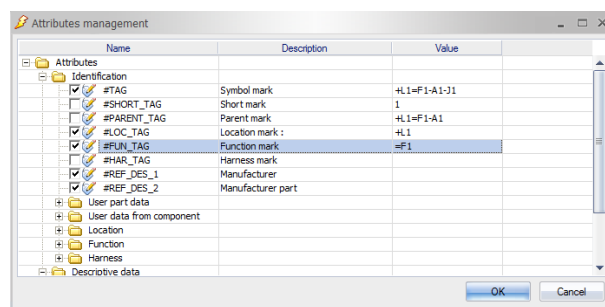 Attributes management
Name Description Value
Attributes
Identification
#TAG Symbol mark +L1=F1-A1-J1
#SHORT_TAG Short mark 1
#PARENT_TAG Parent mark +L1=F1-A1
#LOC_TAG Location mark : +L1
#FUN_TAG Function mark =F1
#HAR_TAG Harness mark
#REF_DES_1 Manufacturer
#REF_DES_2 Manufacturer part
User part data
User data from component
Location
Function
Harness
Descriptive data
OK Cancel